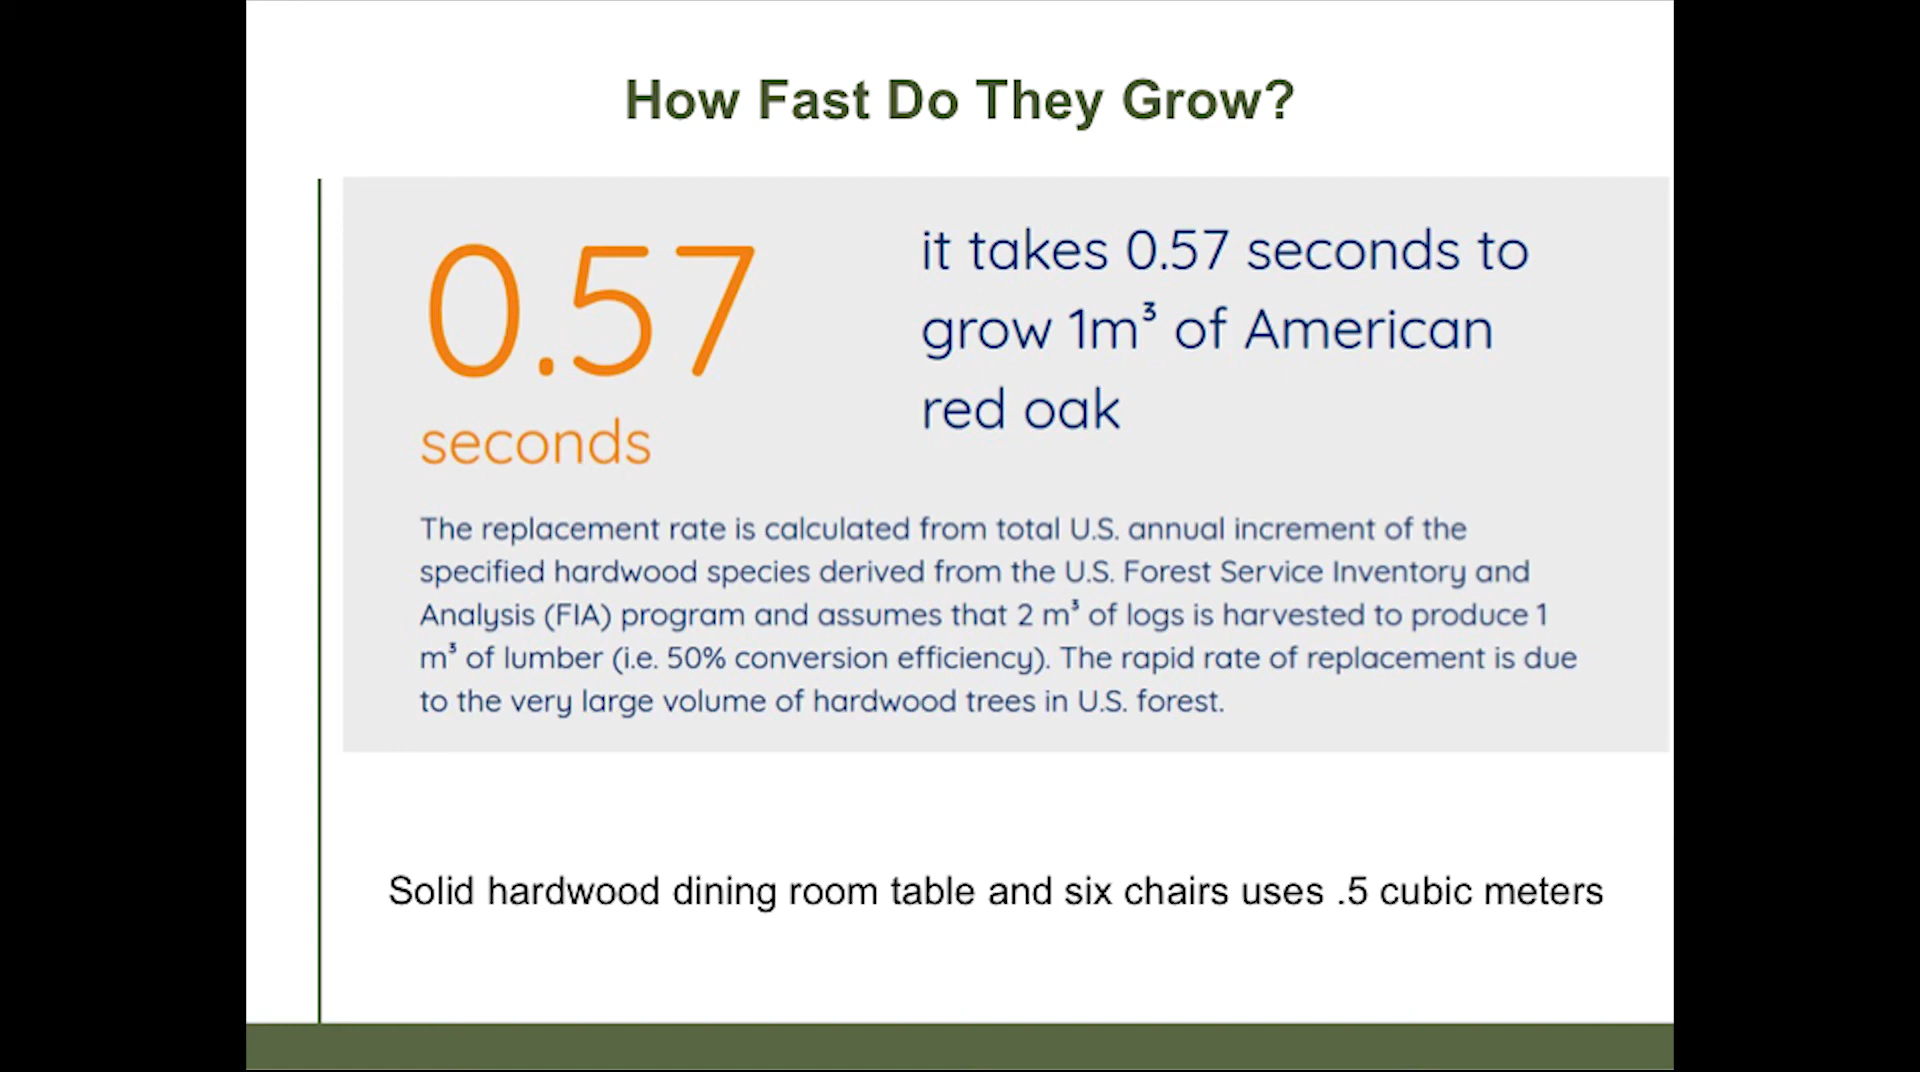 How Fast Do They Grow?
0.57
seconds
it takes 0.57 seconds to
grow 1m³ of American
red oak
The replacement rate is calculated from total U.S. annual increment of the
specified hardwood species derived from the U.S. Forest Service Inventory and
Analysis (FIA) program and assumes that 2 m³ of logs is harvested to produce 1
m³ of lumber (i.e. 50% conversion efficiency). The rapid rate of replacement is due
to the very large volume of hardwood trees in U.S. forest.
Solid hardwood dining room table and six chairs uses .5 cubic meters